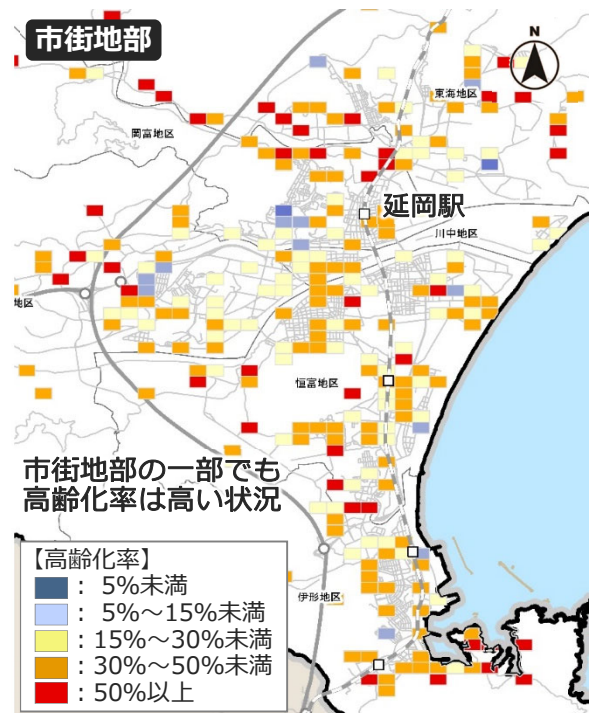 市街地部
N
東海地区
岡富地区
延岡駅
川中地区
地区
恒富地区
市街地部の一部でも
高齢化率は高い状況
【高齢化率】
： 5%未満
： 5%～15%未満
：15%～30%未満
：30%～50%未満
：50%以上
伊形地区